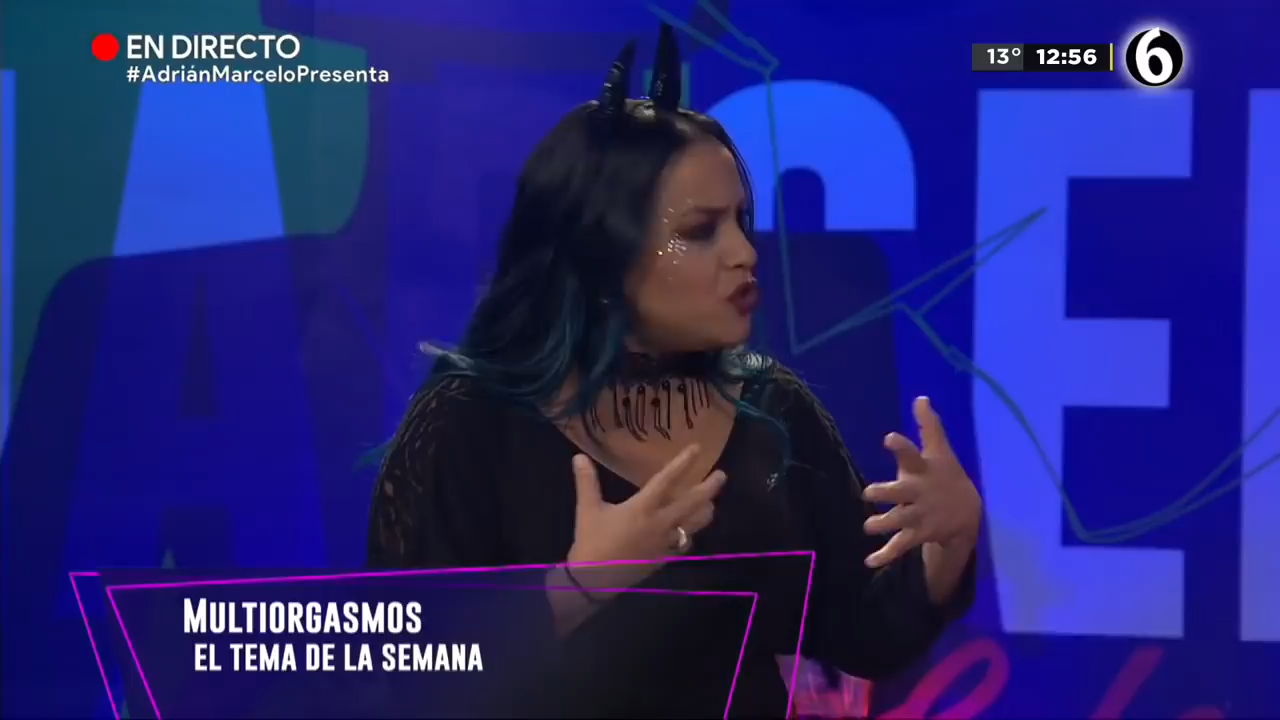 EN DIRECTO
#AdriánMarceloPresenta
13° 12:56
6
MULTIORGASMOS
EL TEMA DE LA SEMANA